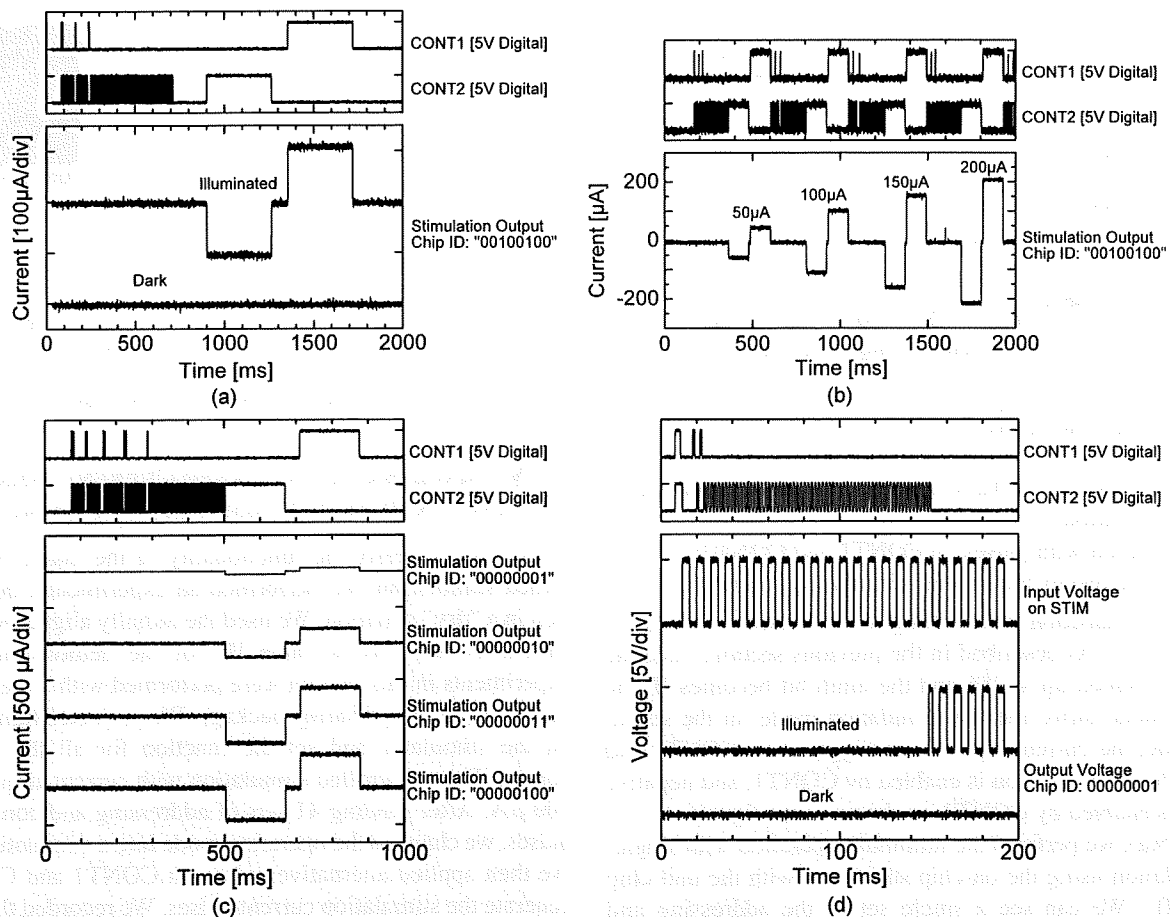 CONT1 [5V Digital]
CONT2 [5V Digital]
Current [100µA/div]
Illuminated
Dark
Stimulation Output
Chip ID: "00100100"
0 500 1000 1500 2000
Time [ms]
(a)
CONT1 [5V Digital]
CONT2 [5V Digital]
Current [µA]
200
0
-200
50µA
100µA
150µA
200µA
Stimulation Output
Chip ID: "00100100"
0 500 1000 1500 2000
Time [ms]
(b)
CONT1 [5V Digital]
CONT2 [5V Digital]
Current [500 µA/div]
Stimulation Output
Chip ID: "00000001"
Stimulation Output
Chip ID: "00000010"
Stimulation Output
Chip ID: "00000011"
Stimulation Output
Chip ID: "00000100"
0 500 1000
Time [ms]
(c)
CONT1 [5V Digital]
CONT2 [5V Digital]
Voltage [5V/div]
Input Voltage
on STIM
Illuminated
Output Voltage
Chip ID: 00000001
Dark
0 100 200
Time [ms]
(d)